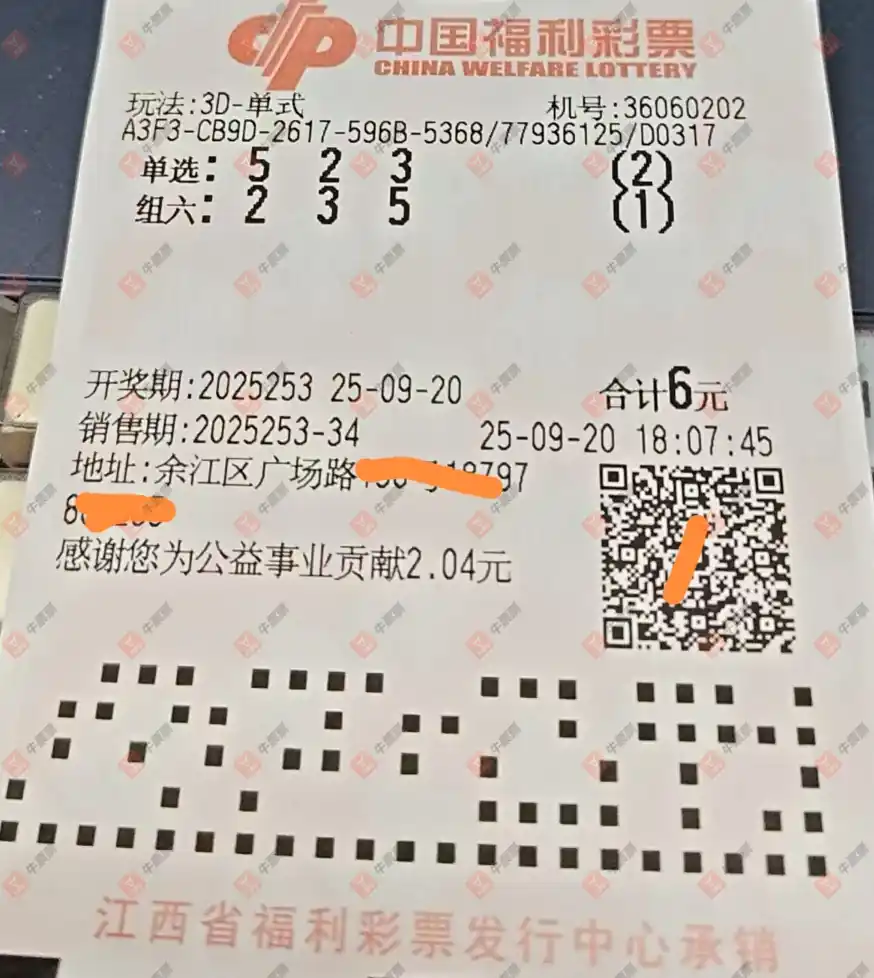 中国福利彩票
CHINA WELFARE LOTTERY
玩法:3D-单式 机号:36060202
A3F3-CB9D-2617-596B-5368/77936125/D0317
单选: 5 2 3 (2)
组六: 2 3 5 (1)
开奖期:2025253 25-09-20 合计6元
销售期:2025253-34 25-09-20 18:07:45
地址:余江区广场路 97
8
感谢您为公益事业贡献2.04元
江西省福利彩票发行中心承销